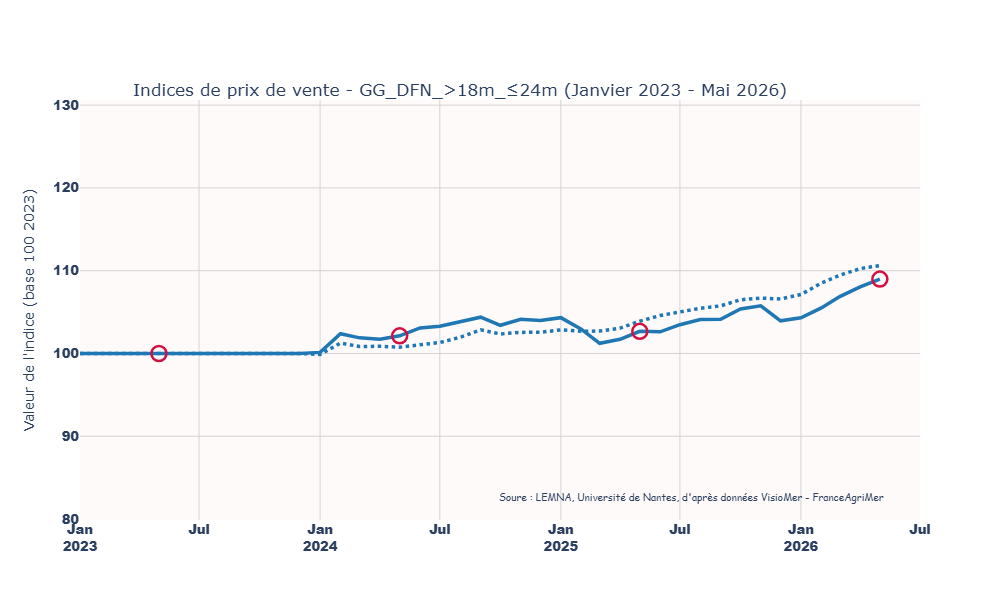 Indices de prix de vente - GG_DFN_>18m_≤24m (Janvier 2023 - Mai 2026)
Valeur de l'indice (base 100 2023)
130
120
110
100
90
80
Soure : LEMNA, Université de Nantes, d'après données VisioMer - FranceAgriMer
Jan Jul Jan Jul Jan Jul Jan Jul
2023 2024 2025 2026